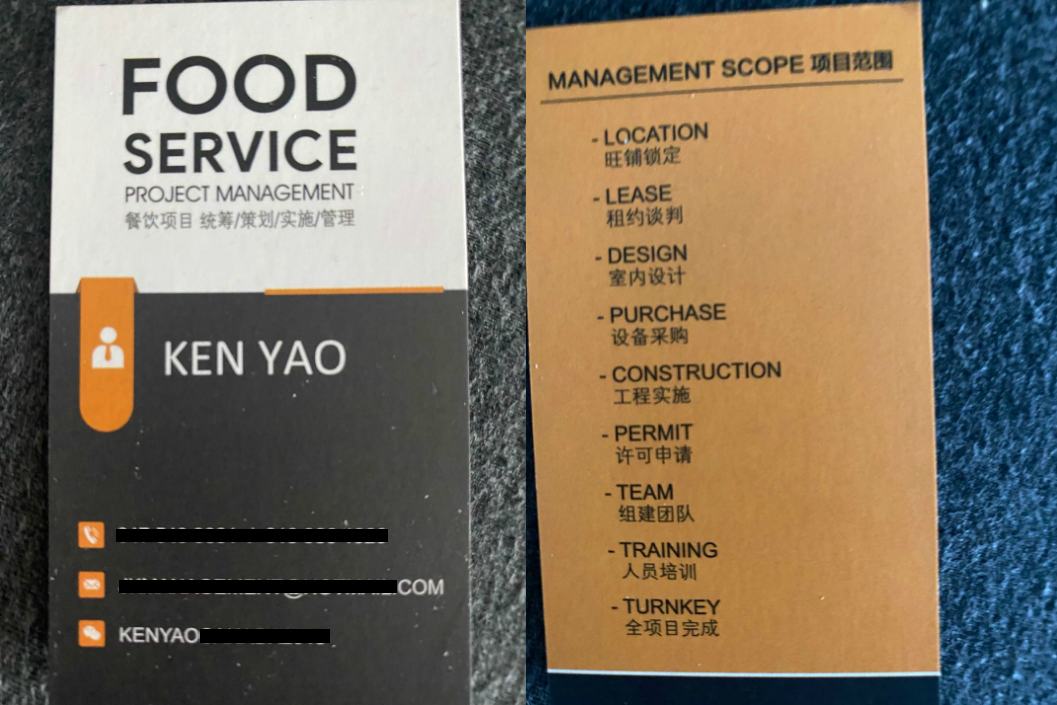 FOOD
SERVICE
PROJECT MANAGEMENT
餐饮项目 统筹/策划/实施/管理
KEN YAO
COM
KENYAO
MANAGEMENT SCOPE 项目范围
- LOCATION
旺铺锁定
- LEASE
租约谈判
- DESIGN
室内设计
- PURCHASE
设备采购
- CONSTRUCTION
工程实施
- PERMIT
许可申请
- TEAM
组建团队
- TRAINING
人员培训
- TURNKEY
全项目完成